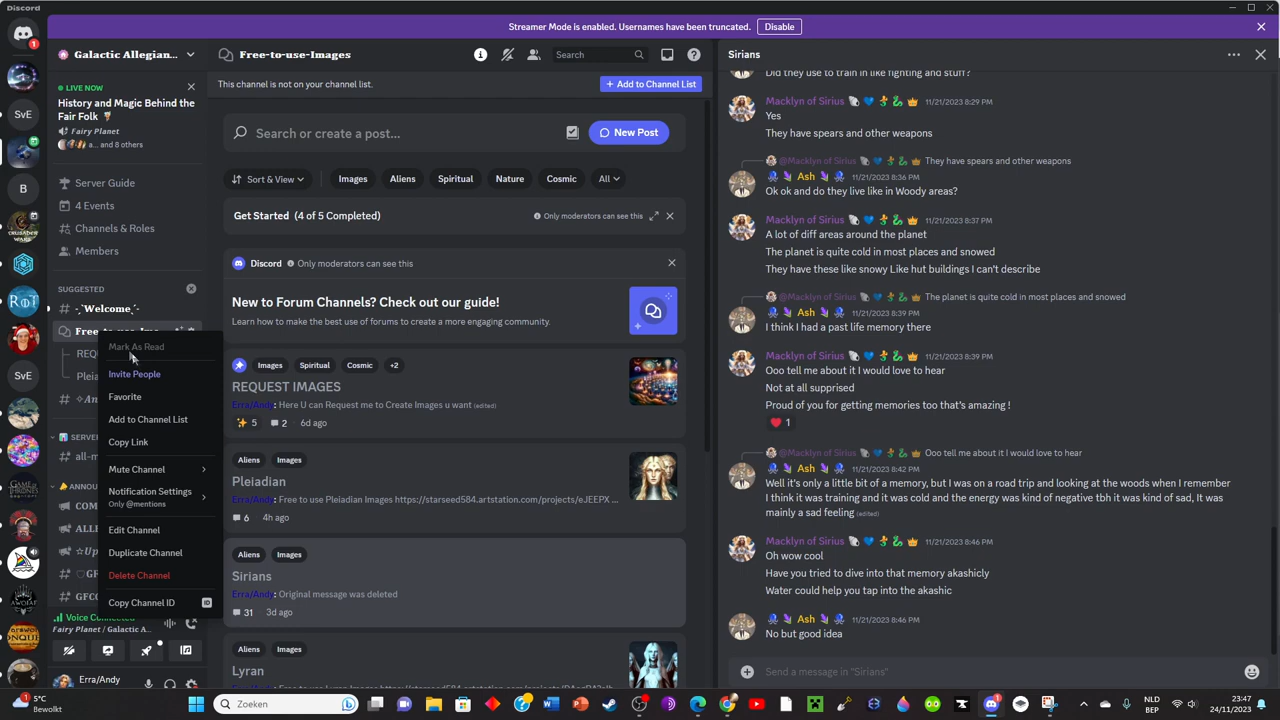 Discord
Streamer Mode is enabled. Usernames have been truncated.
Disable
Galactic Allegian...
LIVE NOW
History and Magic Behind the
Fair Folk
Fairy Planet
a... and 8 others
Server Guide
4 Events
Channels & Roles
Members
SUGGESTED
Welcome
Mark As Read
Invite People
Favorite
Add to Channel List
Copy Link
Mute Channel
Notification Settings
Only @mentions
Edit Channel
Duplicate Channel
Delete Channel
Copy Channel ID
Voice Connected
Fairy Planet / Galactic A...
Erra/Andy
Free-to-use-Images
Search
This channel is not on your channel list.
+ Add to Channel List
Search or create a post...
New Post
Sort & View
Images
Aliens
Spiritual
Nature
Cosmic
All
Get Started (4 of 5 Completed)
Only moderators can see this
Discord Only moderators can see this
New to Forum Channels? Check out our guide!
Learn how to make the best use of forums to create a more engaging community.
Images Spiritual Cosmic +2
REQUEST IMAGES
Erra/Andy: Here U can Request me to Create Images u want (edited)
5 2 6d ago
Aliens Images
Pleiadian
Erra/Andy: Free to use Pleiadian Images https://starseed584.artstation.com/projects/eJEEPX ...
6 4h ago
Aliens Images
Sirians
Erra/Andy: Original message was deleted
31 3d ago
Aliens Images
Lyran
Sirians
Did they use to train in like fighting and stuff?
Macklyn of Sirius 11/21/2023 8:29 PM
Yes
They have spears and other weapons
@Macklyn of Sirius They have spears and other weapons
Ash 11/21/2023 8:36 PM
Ok ok and do they live like in Woody areas?
Macklyn of Sirius 11/21/2023 8:37 PM
A lot of diff areas around the planet
The planet is quite cold in most places and snowed
They have these like snowy Like hut buildings I can't describe
@Macklyn of Sirius The planet is quite cold in most places and snowed
Ash 11/21/2023 8:39 PM
I think I had a past life memory there
Macklyn of Sirius 11/21/2023 8:39 PM
Ooo tell me about it I would love to hear
Not at all supprised
Proud of you for getting memories too that's amazing !
1
@Macklyn of Sirius Ooo tell me about it I would love to hear
Ash 11/21/2023 8:42 PM
Well it's only a little bit of a memory, but I was on a road trip and looking at the woods when I remember
I think it was training and it was cold and the energy was kind of negative tbh it was kind of sad, It was
mainly a sad feeling (edited)
Macklyn of Sirius 11/21/2023 8:46 PM
Oh wow cool
Have you tried to dive into that memory akashicly
Water could help you tap into the akashic
Ash 11/21/2023 8:46 PM
No but good idea
Send a message in "Sirians"
5°C
Bewolkt
Zoeken
NLD
BEP
23:47
24/11/2023